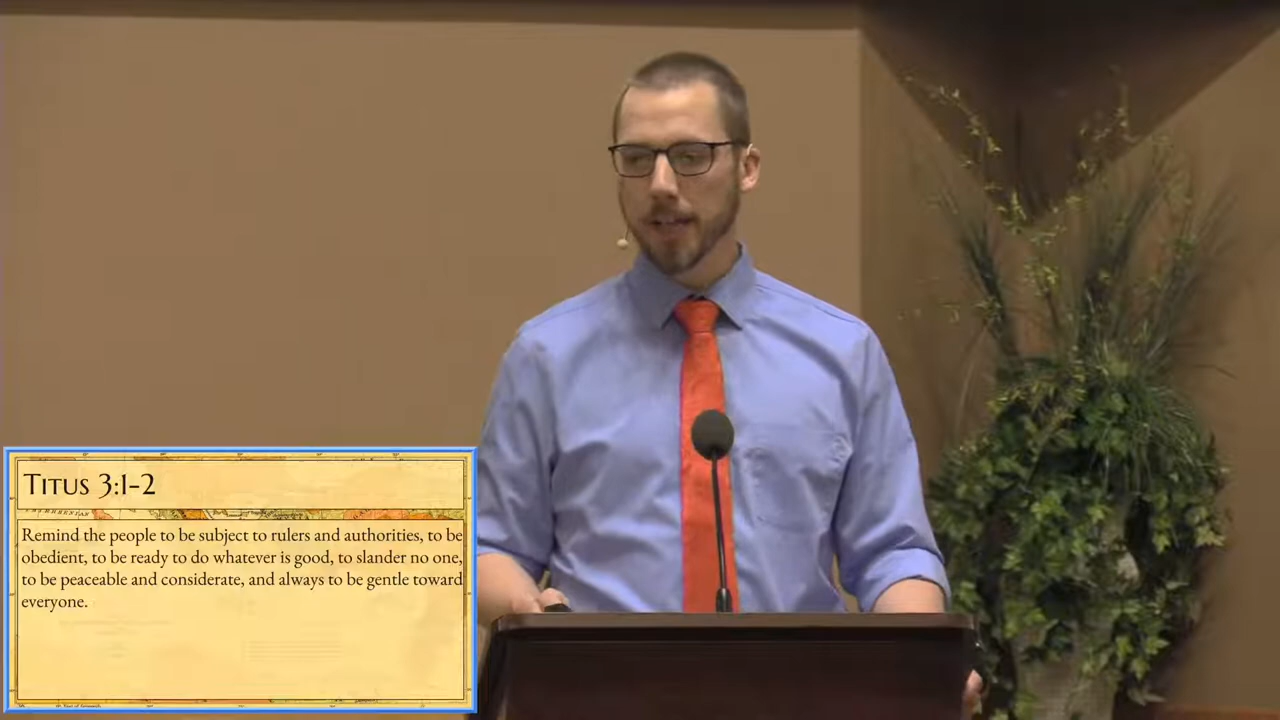 Titus 3:1-2
Remind the people to be subject to rulers and authorities, to be
obedient, to be ready to do whatever is good, to slander no one,
to be peaceable and considerate, and always to be gentle toward
everyone.